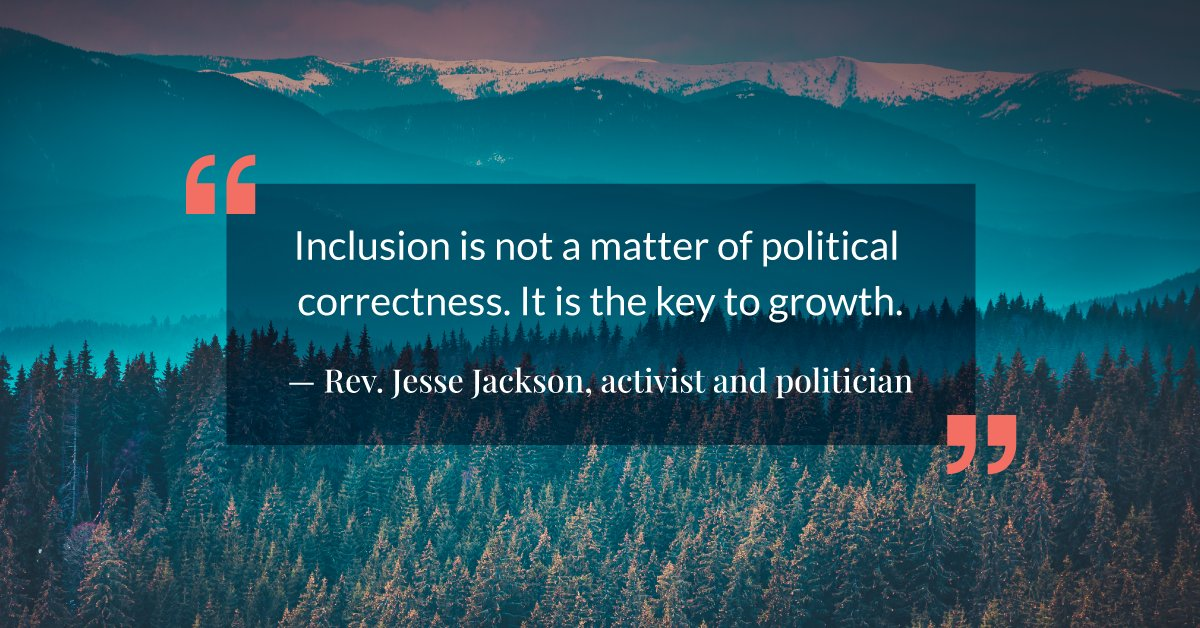 “
Inclusion is not a matter of political
correctness. It is the key to growth.
— Rev. Jesse Jackson, activist and politician
”